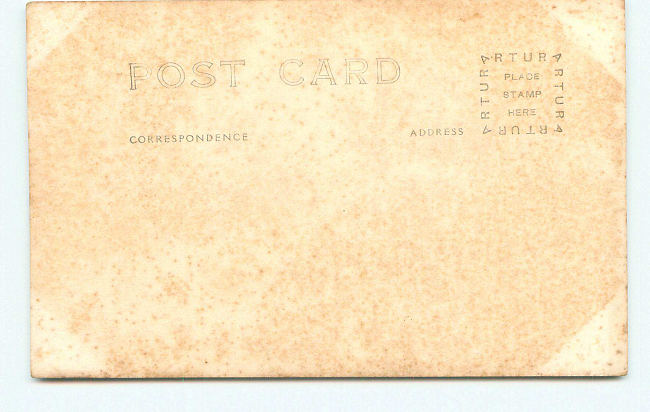 POST CARD
CORRESPONDENCE
ADDRESS
ARTURA
ARTURA
ARTURA
ARTURA
PLACE
STAMP
HERE